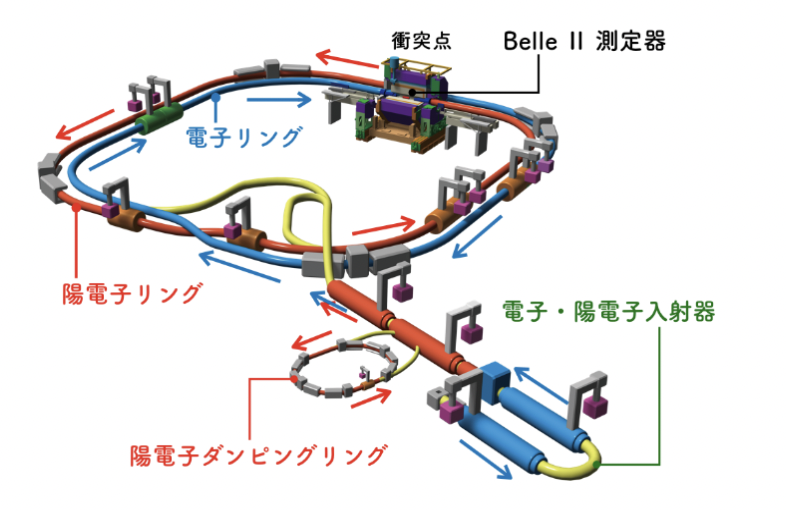 衝突点
Belle II 測定器
電子リング
陽電子リング
電子・陽電子入射器
陽電子ダンピングリング